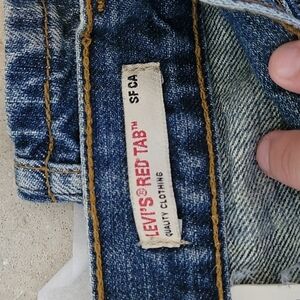 LEVI'S® RED TAB™
QUALITY CLOTHING
SF CA